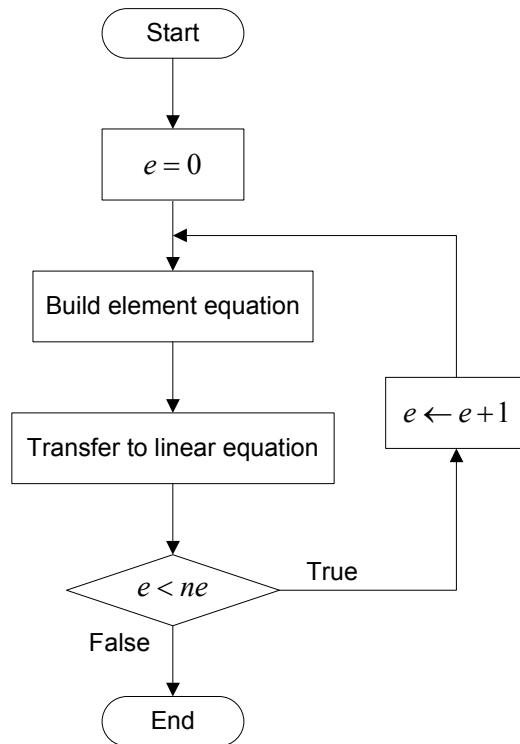 Start
e = 0
Build element equation
e ← e + 1
Transfer to linear equation
e < ne
True
False
End